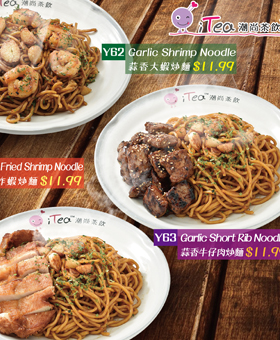 iTea 潮尚茶飲
Y62 Garlic Shrimp Noodle
蒜香大蝦炒麵 $11.99
iTea 潮尚茶飲
Fried Shrimp Noodle
炸蝦炒麵 $11.99
iTea 潮尚茶飲
Y63 Garlic Short Rib Nood
蒜香牛仔肉炒麵 $11.9